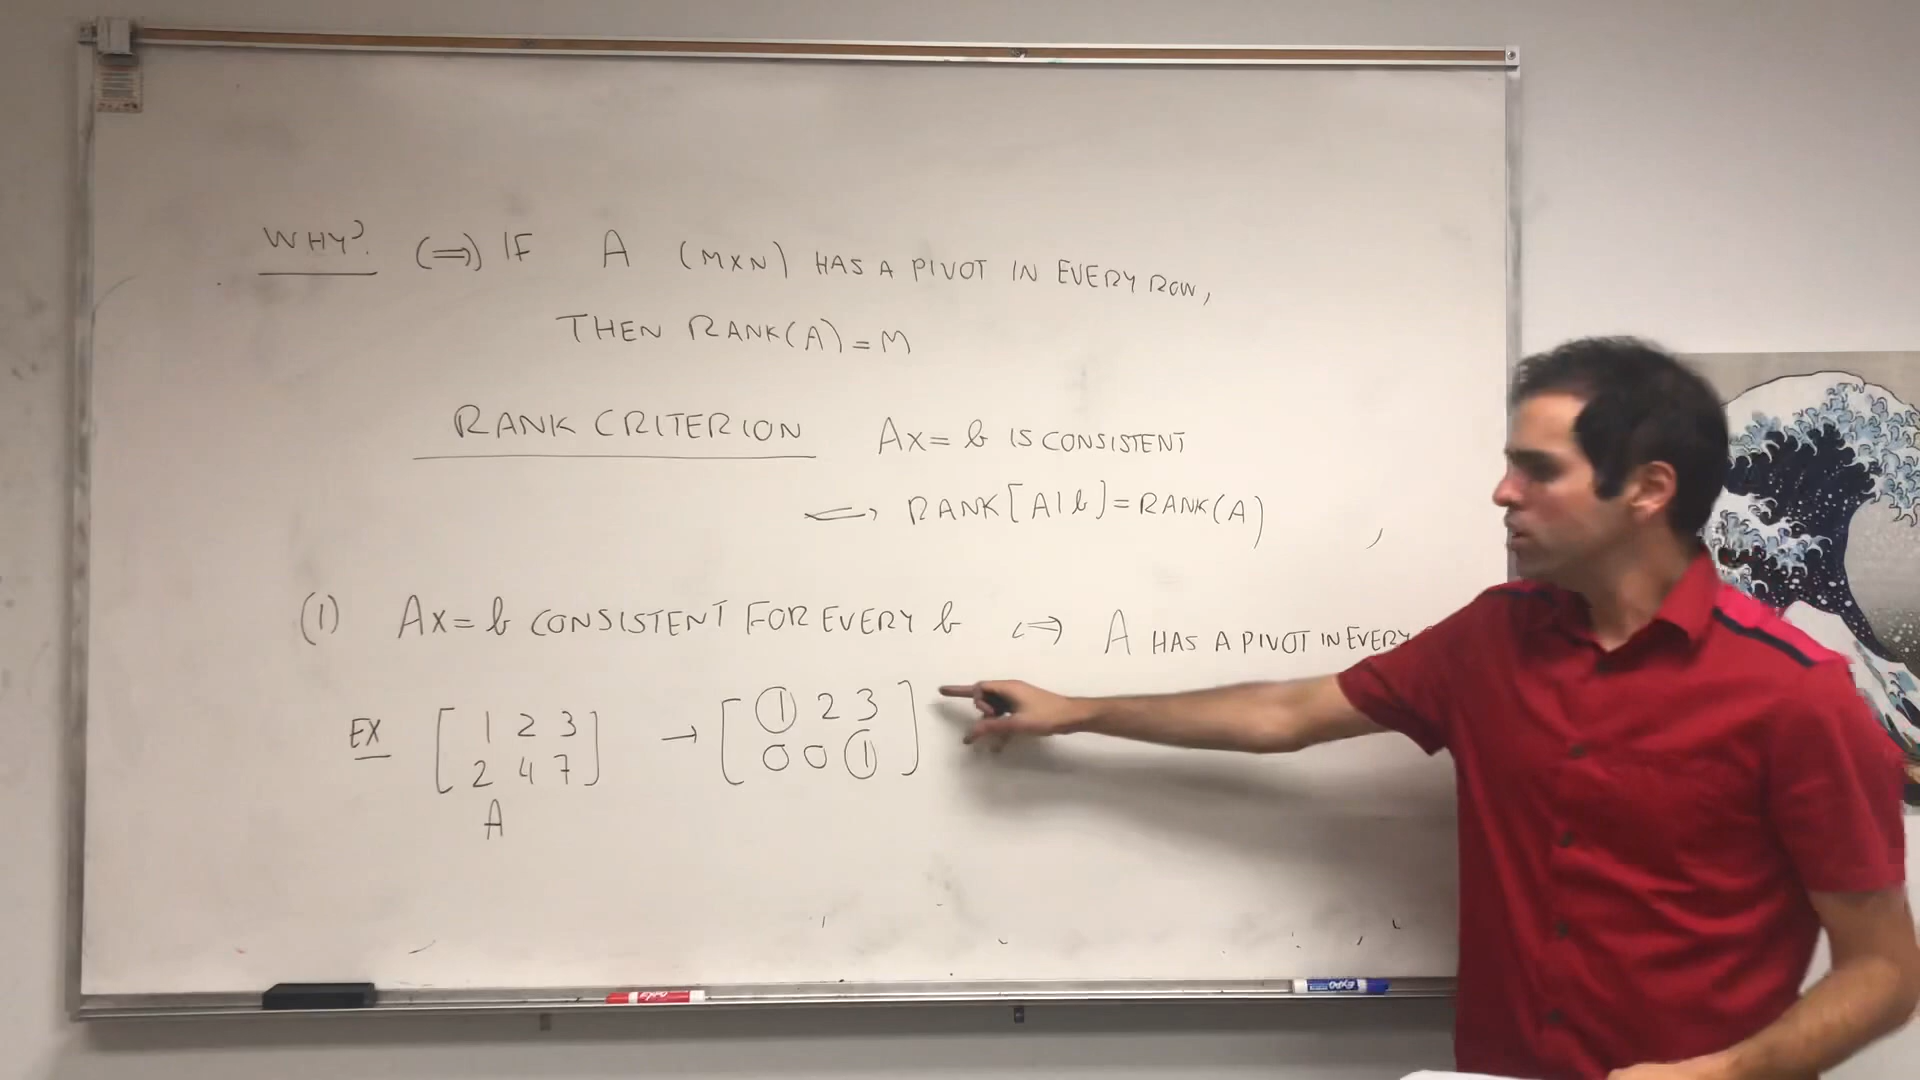 WHY? (⇒) IF A (M×N) HAS A PIVOT IN EVERY ROW,
THEN RANK(A) = M
RANK CRITERION Ax = b IS CONSISTENT
⟺ RANK[A|b] = RANK(A)
(1) Ax = b CONSISTENT FOR EVERY b ⟺ A HAS A PIVOT IN EVERY
EX [ 1 2 3 ] → [ 1 2 3 ]
[ 2 4 7 ] [ 0 0 1 ]
A
EXPO